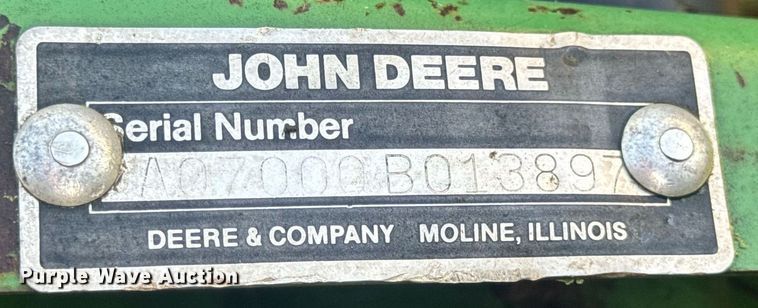 JOHN DEERE
Serial Number
A07000B013897
DEERE & COMPANY MOLINE, ILLINOIS
Purple Wave Auction